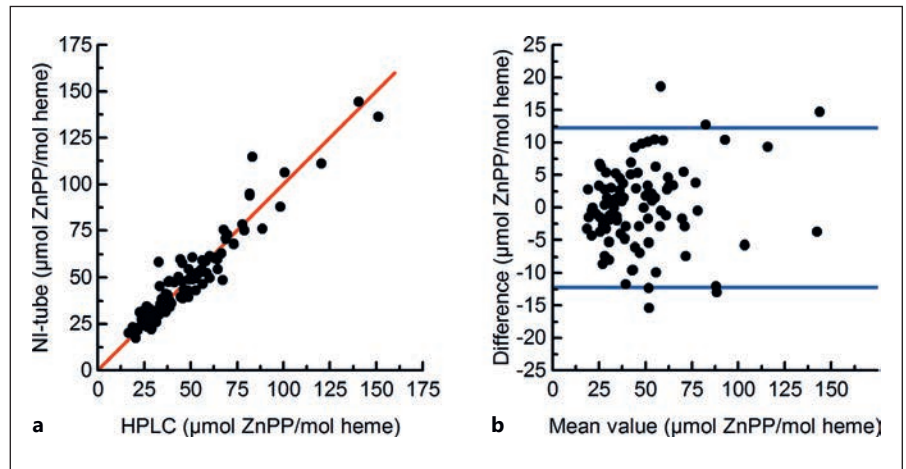 175
150
125
100
75
50
25
0
0 25 50 75 100 125 150 175
NI-tube (µmol ZnPP/mol heme)
HPLC (µmol ZnPP/mol heme)
a
25
20
15
10
5
0
-5
-10
-15
-20
-25
0 25 50 75 100 125 150
Difference (µmol ZnPP/mol heme)
Mean value (µmol ZnPP/mol heme)
b